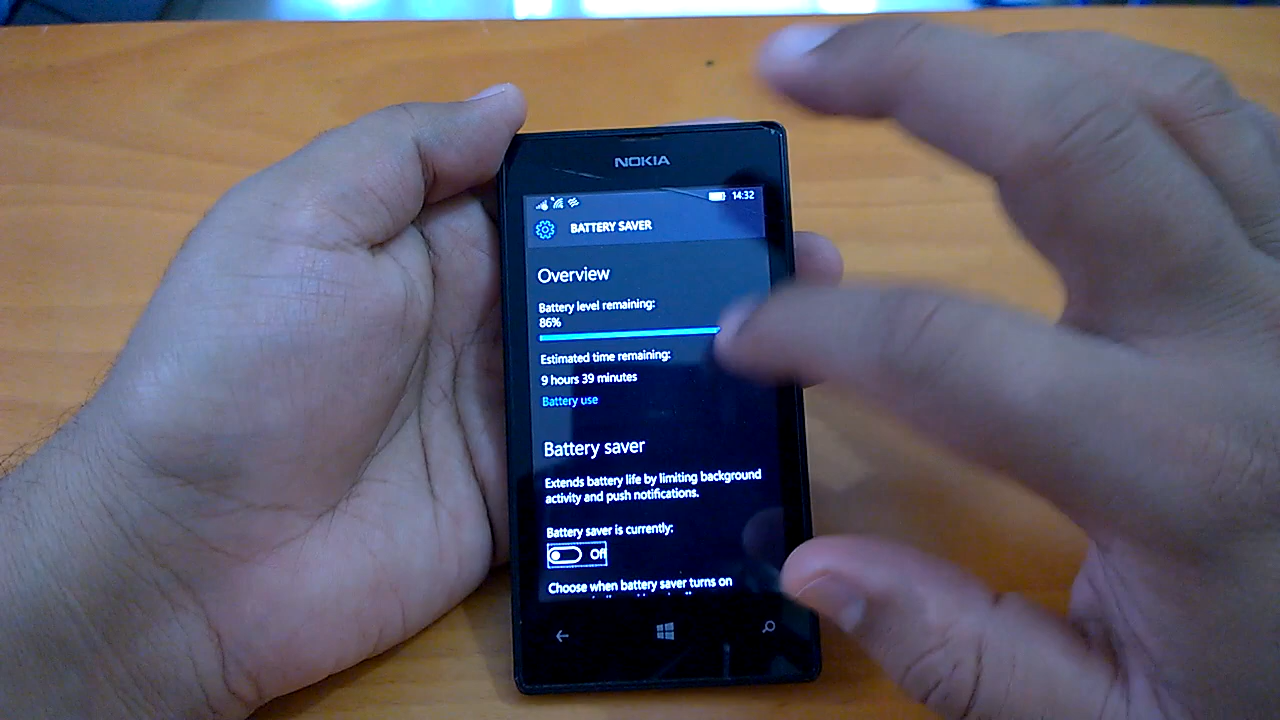 NOKIA
14:32
BATTERY SAVER
Overview
Battery level remaining:
86%
Estimated time remaining:
9 hours 39 minutes
Battery use
Battery saver
Extends battery life by limiting background
activity and push notifications.
Battery saver is currently:
Off
Choose when battery saver turns on